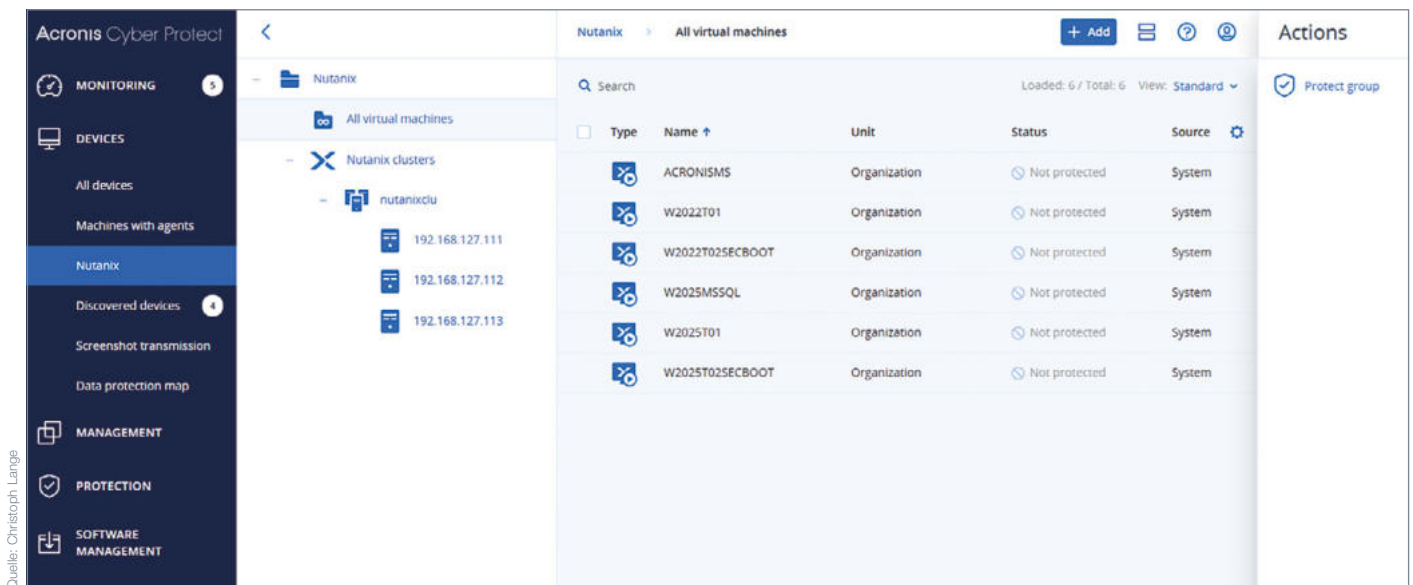 Acronis Cyber Protect
MONITORING 5
DEVICES
All devices
Machines with agents
Nutanix
Discovered devices 4
Screenshot transmission
Data protection map
MANAGEMENT
PROTECTION
SOFTWARE
MANAGEMENT
Nutanix
All virtual machines
Nutanix clusters
nutanixclu
192.168.127.111
192.168.127.112
192.168.127.113
Nutanix > All virtual machines
+ Add
Search
Loaded: 6 / Total: 6 View: Standard
Type Name ↑ Unit Status Source
ACRONISMS Organization Not protected System
W2022T01 Organization Not protected System
W2022T02SECBOOT Organization Not protected System
W2025MSSQL Organization Not protected System
W2025T01 Organization Not protected System
W2025T02SECBOOT Organization Not protected System
Actions
Protect group
Quelle: Christoph Lange